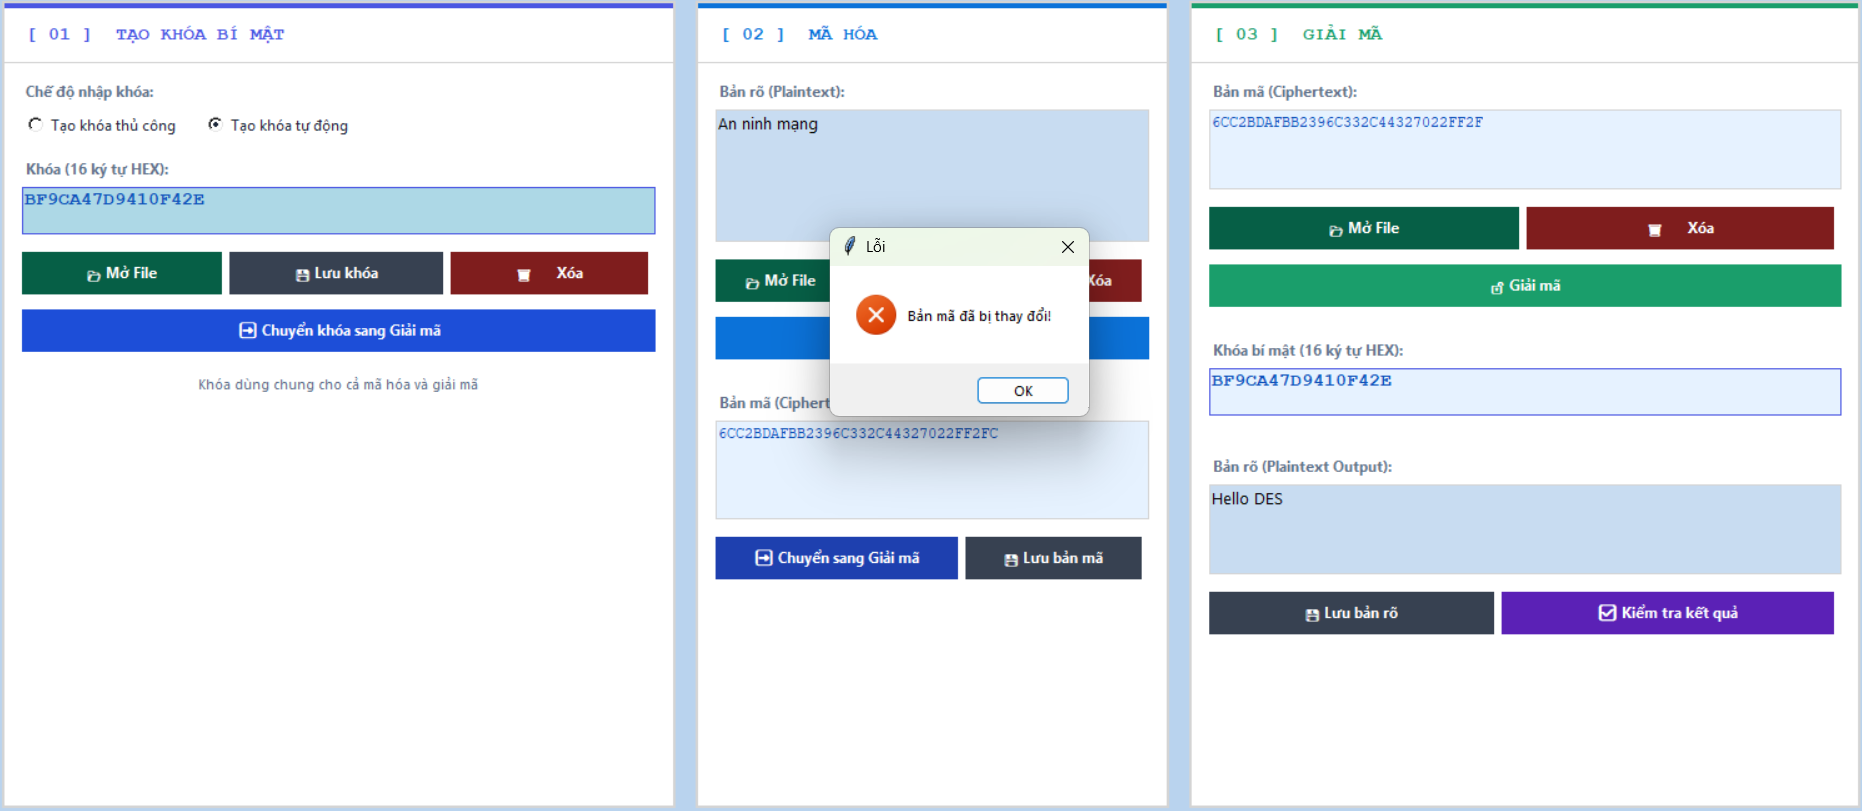 [ 01 ] TẠO KHÓA BÍ MẬT
Chế độ nhập khóa:
Tạo khóa thủ công
Tạo khóa tự động
Khóa (16 ký tự HEX):
BF9CA47D9410F42E
Mở File
Lưu khóa
Xóa
Chuyển khóa sang Giải mã
Khóa dùng chung cho cả mã hóa và giải mã
[ 02 ] MÃ HÓA
Bản rõ (Plaintext):
An ninh mạng
Mở File
Xóa
Lỗi
Bản mã đã bị thay đổi!
OK
Bản mã (Ciphert
6CC2BDAFBB2396C332C44327022FF2FC
Chuyển sang Giải mã
Lưu bản mã
[ 03 ] GIẢI MÃ
Bản mã (Ciphertext):
6CC2BDAFBB2396C332C44327022FF2F
Mở File
Xóa
Giải mã
Khóa bí mật (16 ký tự HEX):
BF9CA47D9410F42E
Bản rõ (Plaintext Output):
Hello DES
Lưu bản rõ
Kiểm tra kết quả